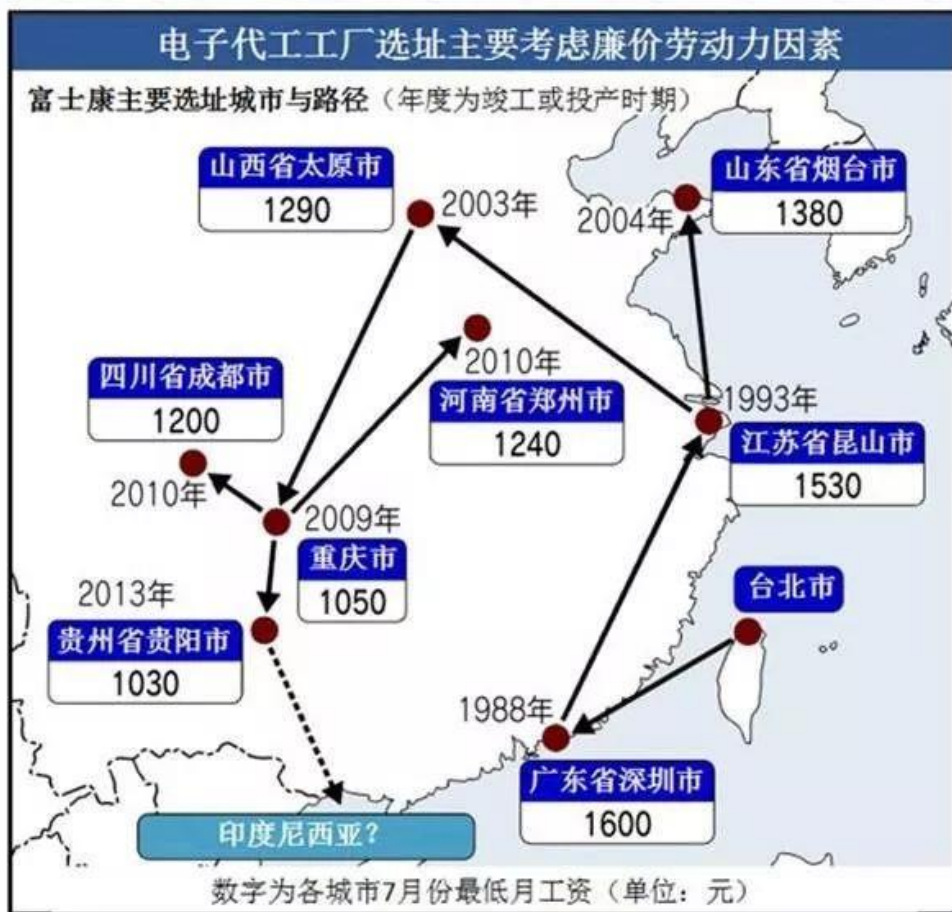 电子代工工厂选址主要考虑廉价劳动力因素
富士康主要选址城市与路径（年度为竣工或投产时期）
山西省太原市
1290
2003年
山东省烟台市
1380
2004年
2010年
河南省郑州市
1240
四川省成都市
1200
2010年
1993年
江苏省昆山市
1530
2009年
重庆市
1050
2013年
贵州省贵阳市
1030
台北市
1988年
广东省深圳市
1600
印度尼西亚？
数字为各城市7月份最低月工资（单位：元）